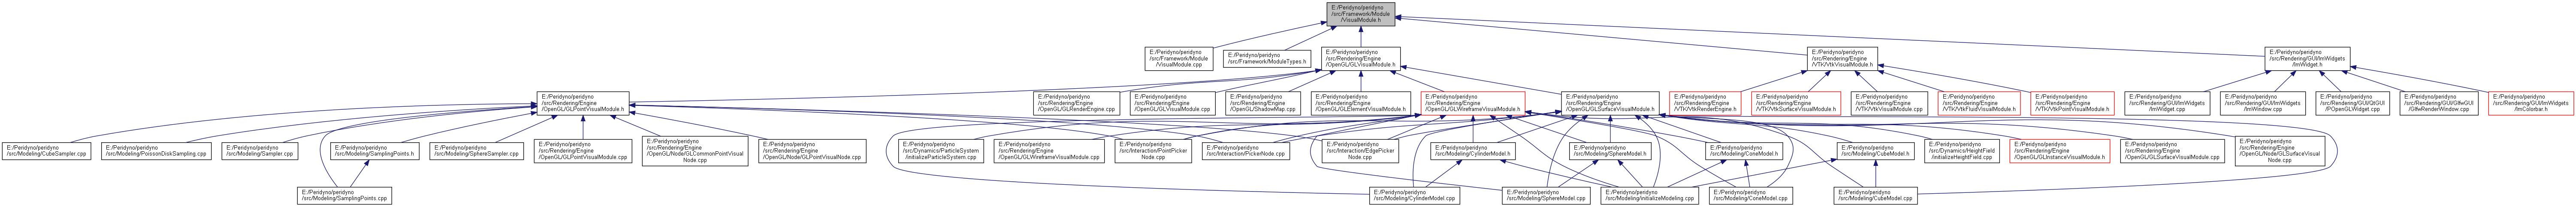 E:/Peridyno/peridyno
/src/Framework/Module
/VisualModule.h
E:/Peridyno/peridyno
/src/Framework/Module
/VisualModule.cpp
E:/Peridyno/peridyno
/src/Framework/ModuleTypes.h
E:/Peridyno/peridyno
/src/Rendering/Engine
/OpenGL/GLVisualModule.h
E:/Peridyno/peridyno
/src/Rendering/Engine
/VTK/VtkVisualModule.h
E:/Peridyno/peridyno
/src/Rendering/GUI/ImWidgets
/ImWidget.h
E:/Peridyno/peridyno
/src/Rendering/Engine
/OpenGL/GLPointVisualModule.h
E:/Peridyno/peridyno
/src/Rendering/Engine
/OpenGL/GLRenderEngine.cpp
E:/Peridyno/peridyno
/src/Rendering/Engine
/OpenGL/GLVisualModule.cpp
E:/Peridyno/peridyno
/src/Rendering/Engine
/OpenGL/ShadowMap.cpp
E:/Peridyno/peridyno
/src/Rendering/Engine
/OpenGL/GLElementVisualModule.h
E:/Peridyno/peridyno
/src/Rendering/Engine
/OpenGL/GLWireframeVisualModule.h
E:/Peridyno/peridyno
/src/Rendering/Engine
/OpenGL/GLSurfaceVisualModule.h
E:/Peridyno/peridyno
/src/Rendering/Engine
/VTK/VtkRenderEngine.h
E:/Peridyno/peridyno
/src/Rendering/Engine
/VTK/VtkSurfaceVisualModule.h
E:/Peridyno/peridyno
/src/Rendering/Engine
/VTK/VtkVisualModule.cpp
E:/Peridyno/peridyno
/src/Rendering/Engine
/VTK/VtkFluidVisualModule.h
E:/Peridyno/peridyno
/src/Rendering/Engine
/VTK/VtkPointVisualModule.h
E:/Peridyno/peridyno
/src/Rendering/GUI/ImWidgets
/ImWidget.cpp
E:/Peridyno/peridyno
/src/Rendering/GUI/ImWidgets
/ImWindow.cpp
E:/Peridyno/peridyno
/src/Rendering/GUI/QtGUI
/POpenGLWidget.cpp
E:/Peridyno/peridyno
/src/Rendering/GUI/GlfwGUI
/GlfwRenderWindow.cpp
E:/Peridyno/peridyno
/src/Rendering/GUI/ImWidgets
/ImColorbar.h
E:/Peridyno/peridyno
/src/Modeling/CubeSampler.cpp
E:/Peridyno/peridyno
/src/Modeling/PoissonDiskSampling.cpp
E:/Peridyno/peridyno
/src/Modeling/Sampler.cpp
E:/Peridyno/peridyno
/src/Modeling/SamplingPoints.h
E:/Peridyno/peridyno
/src/Modeling/SphereSampler.cpp
E:/Peridyno/peridyno
/src/Rendering/Engine
/OpenGL/GLPointVisualModule.cpp
E:/Peridyno/peridyno
/src/Rendering/Engine
/OpenGL/Node/GLCommonPointVisual
Node.cpp
E:/Peridyno/peridyno
/src/Rendering/Engine
/OpenGL/Node/GLPointVisualNode.cpp
E:/Peridyno/peridyno
/src/Dynamics/ParticleSystem
/initializeParticleSystem.cpp
E:/Peridyno/peridyno
/src/Rendering/Engine
/OpenGL/GLWireframeVisualModule.cpp
E:/Peridyno/peridyno
/src/Interaction/PointPicker
Node.cpp
E:/Peridyno/peridyno
/src/Interaction/PickerNode.cpp
E:/Peridyno/peridyno
/src/Interaction/EdgePicker
Node.cpp
E:/Peridyno/peridyno
/src/Modeling/CylinderModel.h
E:/Peridyno/peridyno
/src/Modeling/SphereModel.h
E:/Peridyno/peridyno
/src/Modeling/ConeModel.h
E:/Peridyno/peridyno
/src/Modeling/CubeModel.h
E:/Peridyno/peridyno
/src/Dynamics/HeightField
/initializeHeightField.cpp
E:/Peridyno/peridyno
/src/Rendering/Engine
/OpenGL/GLInstanceVisualModule.h
E:/Peridyno/peridyno
/src/Rendering/Engine
/OpenGL/GLSurfaceVisualModule.cpp
E:/Peridyno/peridyno
/src/Rendering/Engine
/OpenGL/Node/GLSurfaceVisual
Node.cpp
E:/Peridyno/peridyno
/src/Modeling/SamplingPoints.cpp
E:/Peridyno/peridyno
/src/Modeling/CylinderModel.cpp
E:/Peridyno/peridyno
/src/Modeling/SphereModel.cpp
E:/Peridyno/peridyno
/src/Modeling/initializeModeling.cpp
E:/Peridyno/peridyno
/src/Modeling/ConeModel.cpp
E:/Peridyno/peridyno
/src/Modeling/CubeModel.cpp